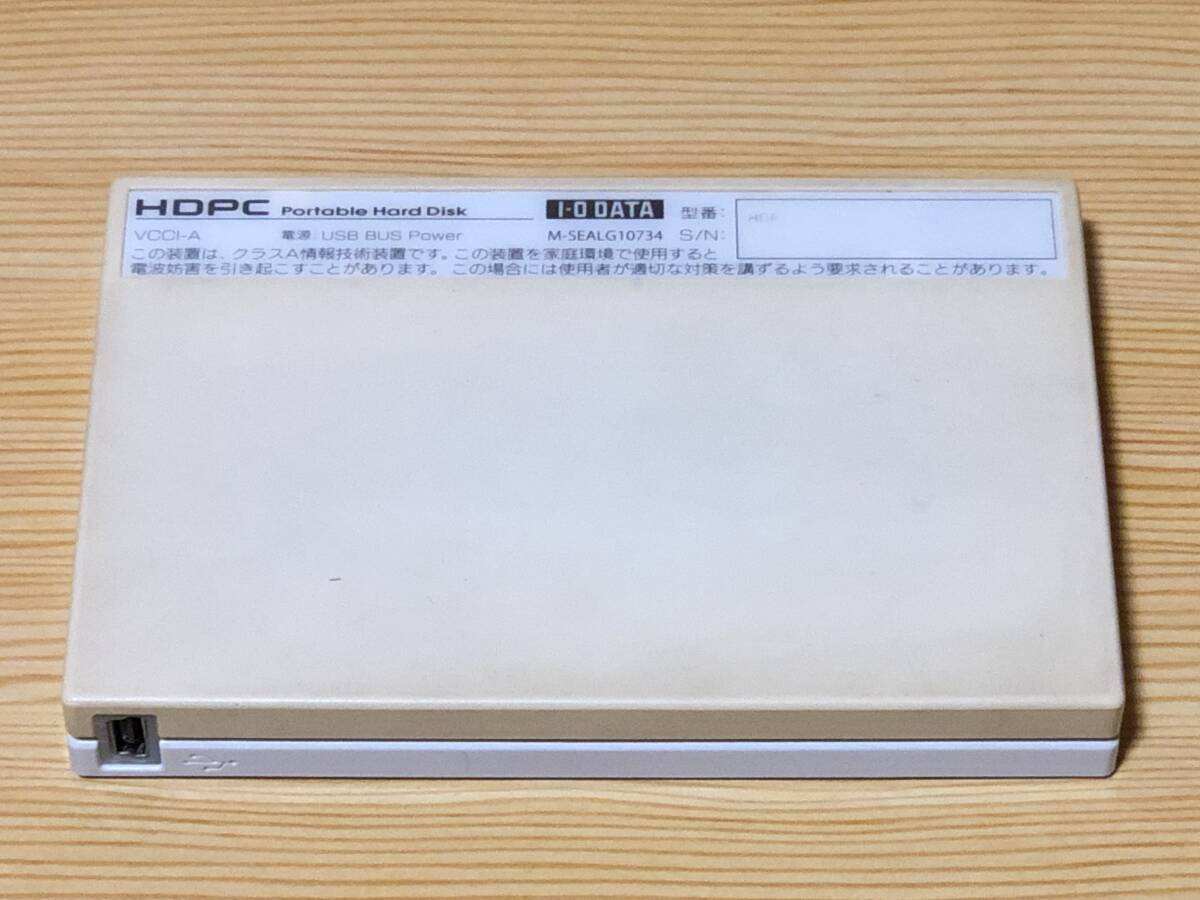 HDPC Portable Hard Disk I-O DATA 型番:
VCCI-A 電源:USB BUS Power M-SEALG10734 S/N:
この装置は、クラスA情報技術装置です。この装置を家庭環境で使用すると
電波妨害を引き起こすことがあります。この場合には使用者が適切な対策を講ずるよう要求されることがあります。